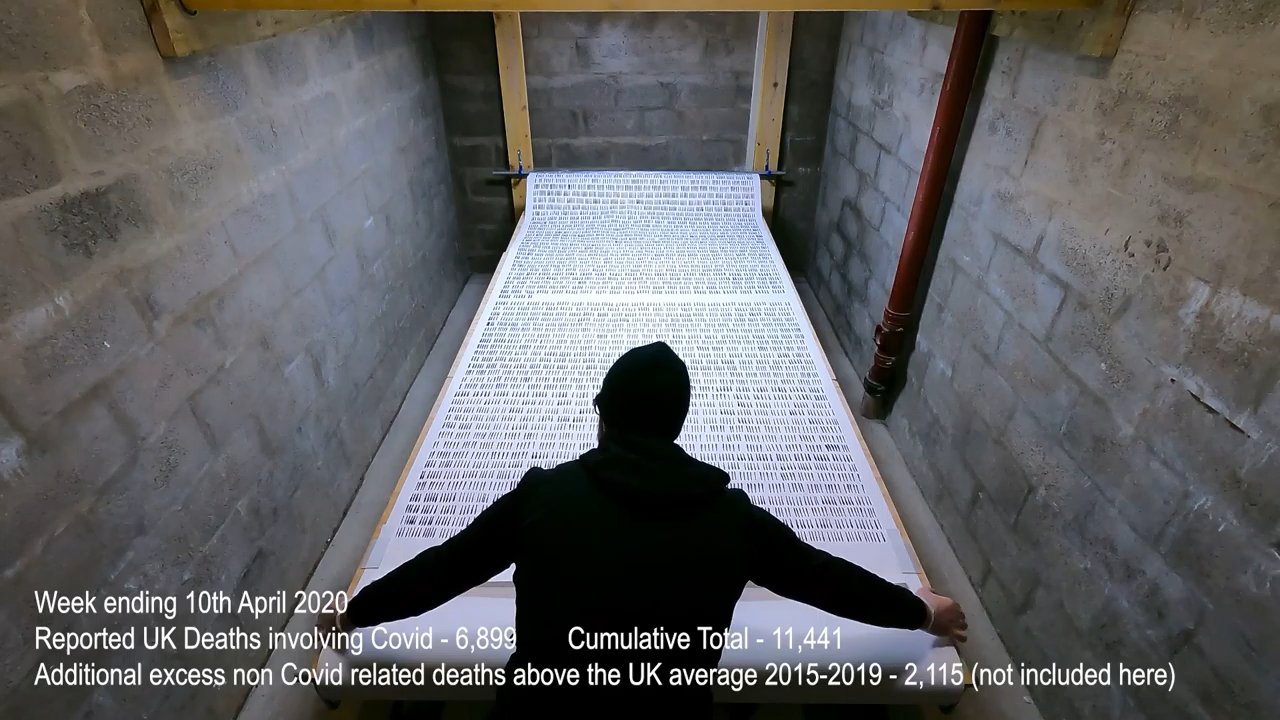 Week ending 10th April 2020
Reported UK Deaths involving Covid - 6,899 Cumulative Total - 11,441
Additional excess non Covid related deaths above the UK average 2015-2019 - 2,115 (not included here)